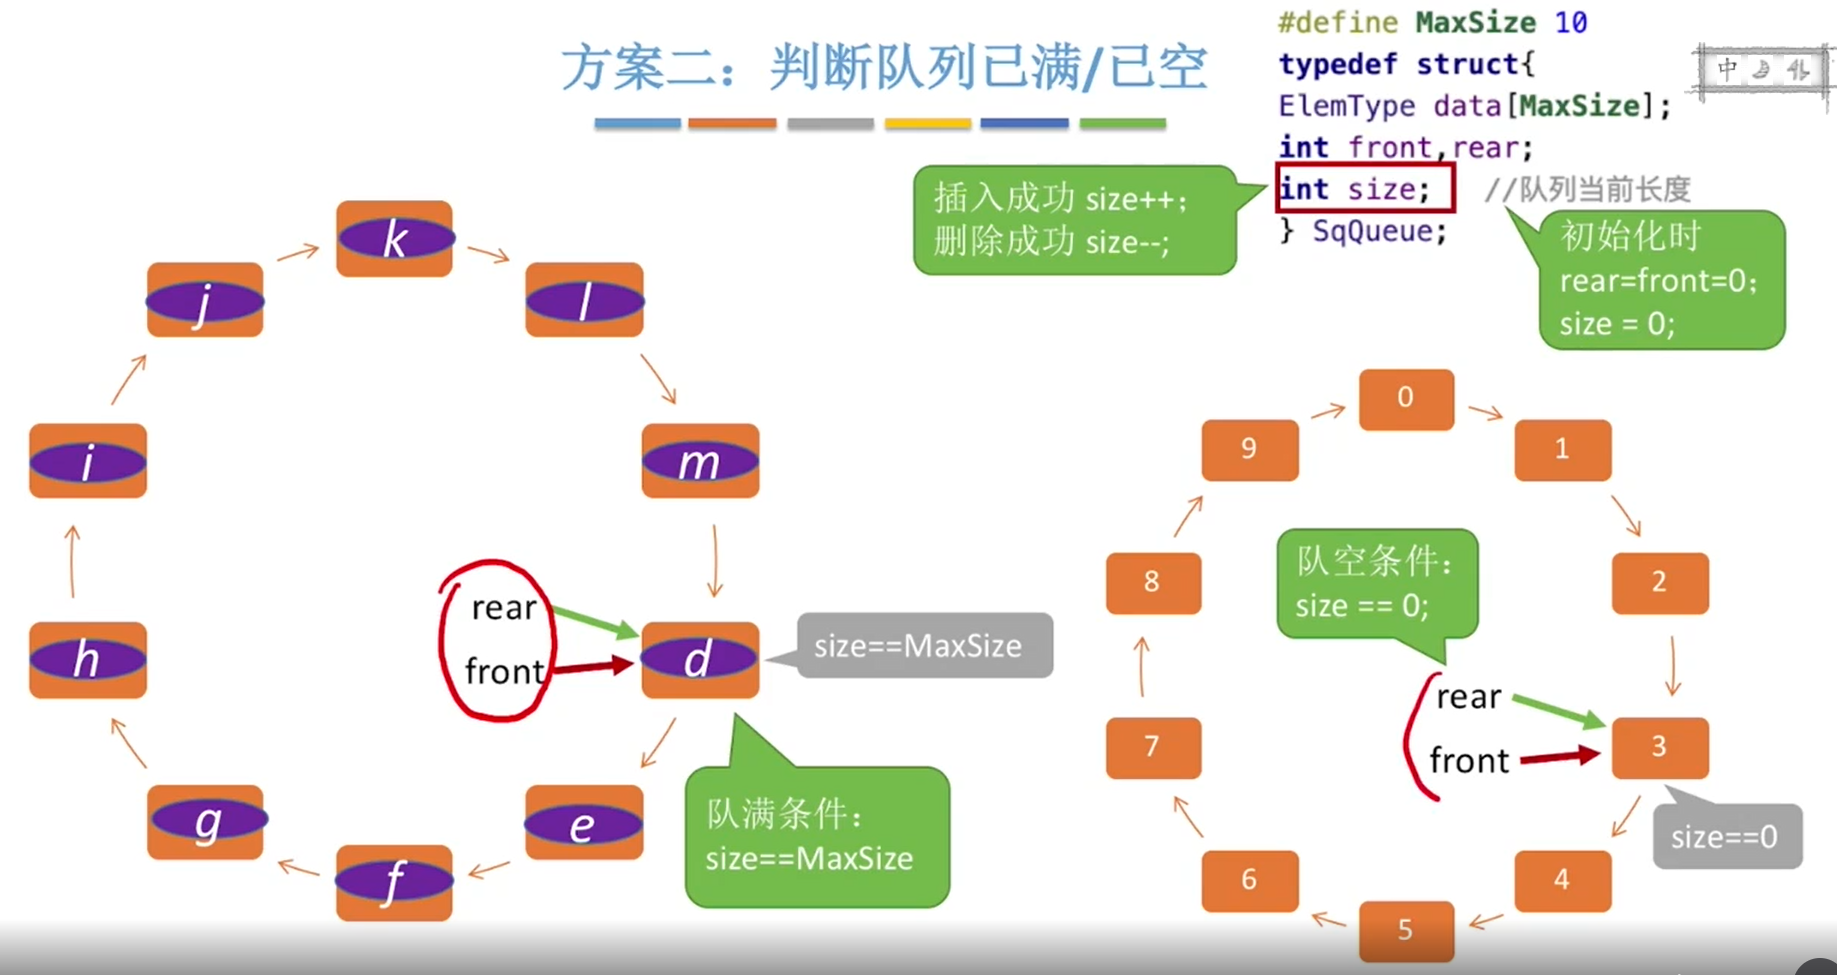 方案二：判断队列已满/已空
#define MaxSize 10
typedef struct{
ElemType data[MaxSize];
int front,rear;
int size; //队列当前长度
} SqQueue;
插入成功 size++；
删除成功 size--;
初始化时
rear=front=0；
size = 0;
k
j
l
i
m
h
d
g
e
f
rear
front
size==MaxSize
队满条件：
size==MaxSize
0
9
1
8
2
7
3
6
4
5
队空条件：
size == 0;
rear
front
size==0
中